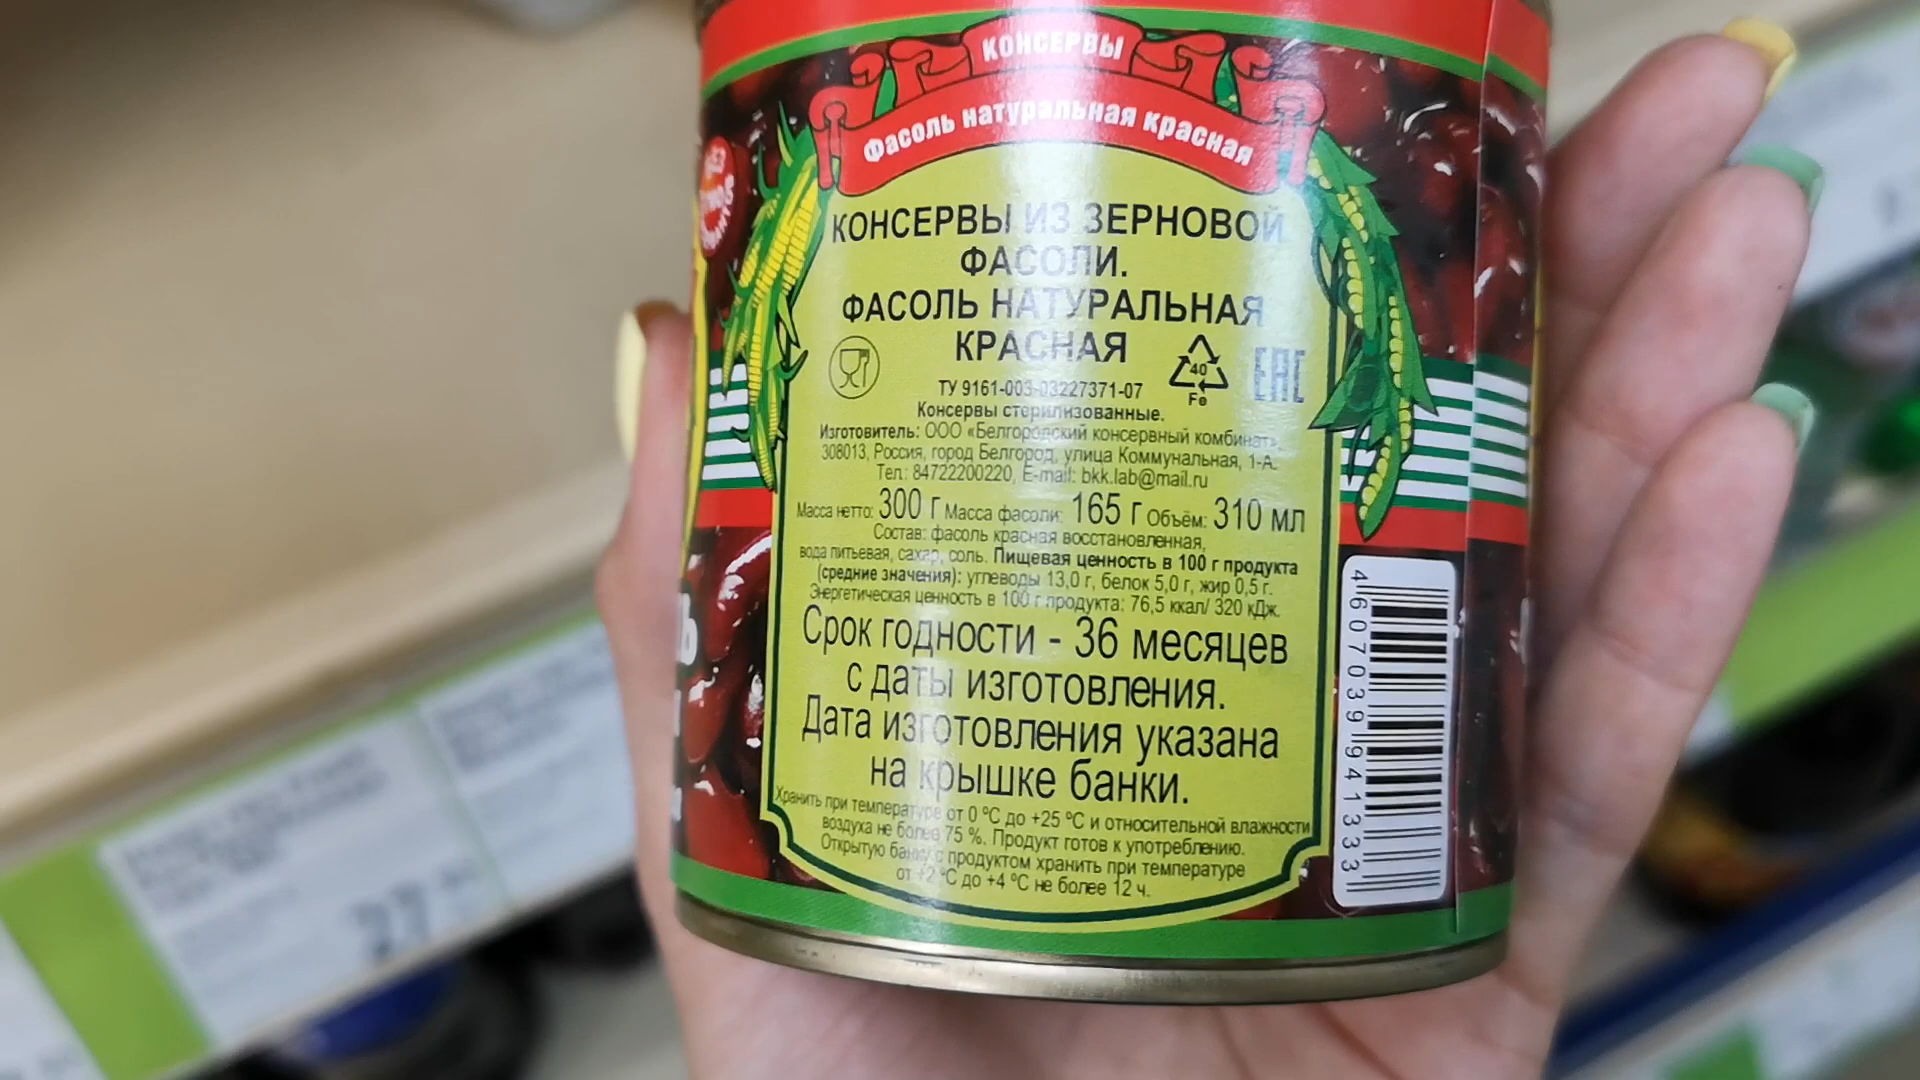 КОНСЕРВЫ
Фасоль натуральная красная
КОНСЕРВЫ ИЗ ЗЕРНОВОЙ
ФАСОЛИ.
ФАСОЛЬ НАТУРАЛЬНАЯ
КРАСНАЯ
40
Fe
ЕАС
ТУ 9161-003-03227371-07
Консервы стерилизованные.
Изготовитель: ООО «Белгородский консервный комбинат»,
308013, Россия, город Белгород, улица Коммунальная, 1-А.
Тел.: 84722200220, E-mail: bkk.lab@mail.ru
Масса нетто: 300 г Масса фасоли: 165 г Объём: 310 мл
Состав: фасоль красная восстановленная,
вода питьевая, сахар, соль. Пищевая ценность в 100 г продукта
(средние значения): углеводы 13,0 г, белок 5,0 г, жир 0,5 г.
Энергетическая ценность в 100 г продукта: 76,5 ккал/ 320 кДж.
Срок годности - 36 месяцев
с даты изготовления.
Дата изготовления указана
на крышке банки.
Хранить при температуре от 0 °С до +25 °С и относительной влажности
воздуха не более 75 %. Продукт готов к употреблению.
Открытую банку с продуктом хранить при температуре
от +2 °С до +4 °С не более 12 ч.
4607039941333
27